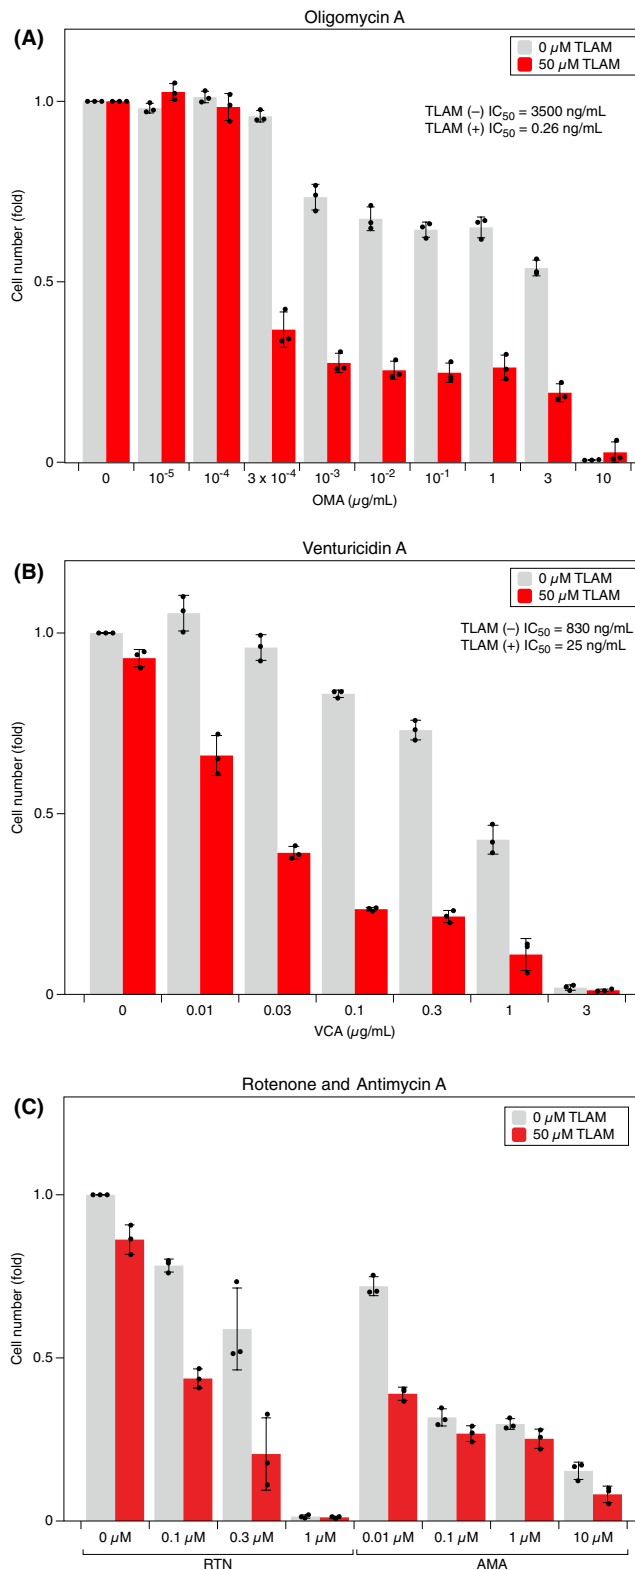 Oligomycin A
(A)
0 µM TLAM
50 µM TLAM
TLAM (–) IC50 = 3500 ng/mL
TLAM (+) IC50 = 0.26 ng/mL
Cell number (fold)
1.0
0.5
0
0 10-5 10-4 3 x 10-4 10-3 10-2 10-1 1 3 10
OMA (µg/mL)
Venturicidin A
(B)
0 µM TLAM
50 µM TLAM
TLAM (–) IC50 = 830 ng/mL
TLAM (+) IC50 = 25 ng/mL
Cell number (fold)
1.0
0.5
0
0 0.01 0.03 0.1 0.3 1 3
VCA (µg/mL)
Rotenone and Antimycin A
(C)
0 µM TLAM
50 µM TLAM
Cell number (fold)
1.0
0.5
0
0 µM 0.1 µM 0.3 µM 1 µM 0.01 µM 0.1 µM 1 µM 10 µM
RTN AMA